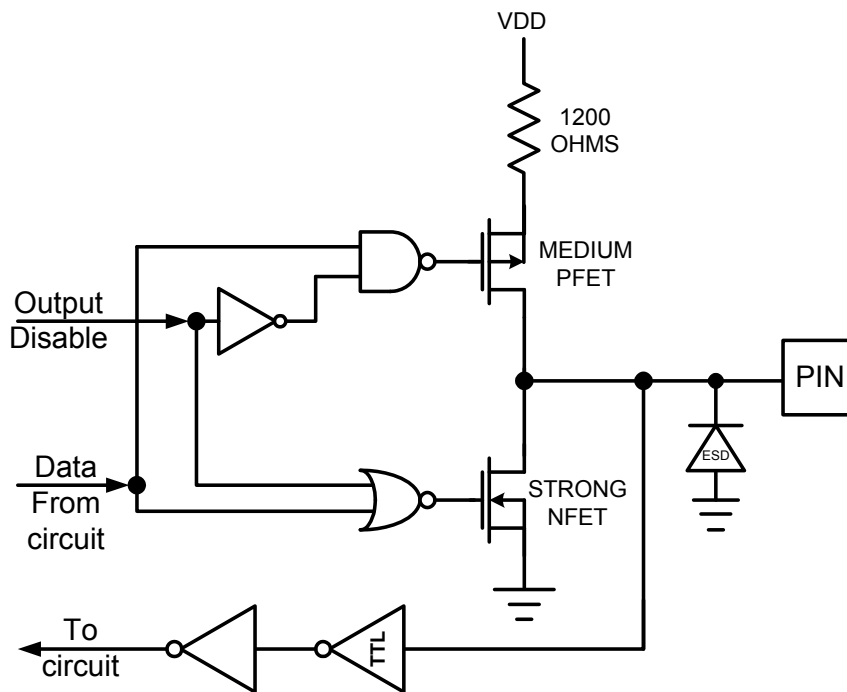 VDD
1200
OHMS
MEDIUM
PFET
Output
Disable
PIN
ESD
Data
From
circuit
STRONG
NFET
To
circuit
TTL